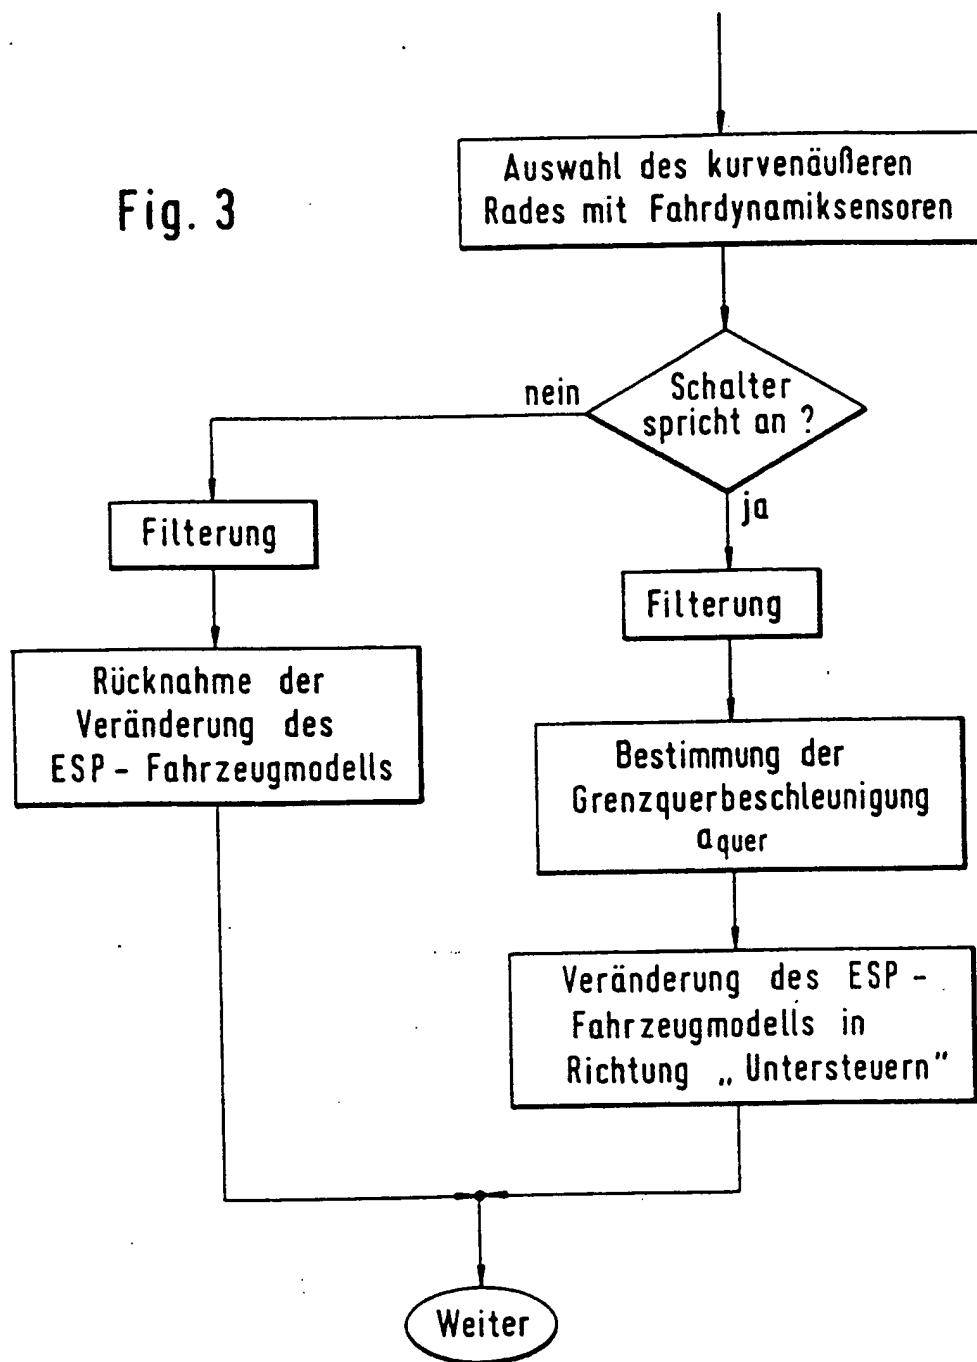 Fig. 3
Auswahl des kurvenäußeren
Rades mit Fahrdynamiksensoren
Schalter
spricht an ?
nein
ja
Filterung
Rücknahme der
Veränderung des
ESP - Fahrzeugmodells
Filterung
Bestimmung der
Grenzquerbeschleunigung
aquer
Veränderung des ESP -
Fahrzeugmodells in
Richtung „ Untersteuern“
Weiter